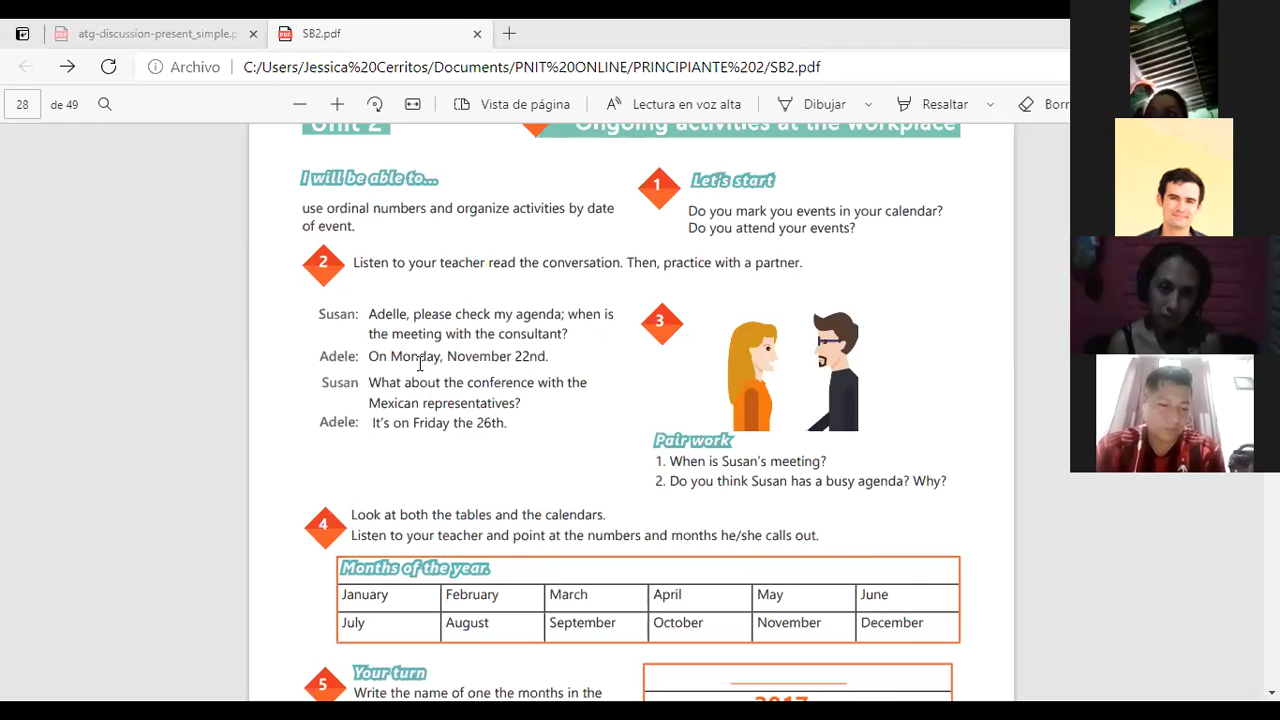 atg-discussion-present_simple.p
SB2.pdf
Archivo
C:/Users/Jessica%20Cerritos/Documents/PNIT%20ONLINE/PRINCIPIANTE%202/SB2.pdf
28
de 49
Vista de página
Lectura en voz alta
Dibujar
Resaltar
Borr
Unit 2
Ongoing activities at the workplace
I will be able to...
use ordinal numbers and organize activities by date
of event.
1
Let's start
Do you mark you events in your calendar?
Do you attend your events?
2
Listen to your teacher read the conversation. Then, practice with a partner.
Susan: Adelle, please check my agenda; when is
the meeting with the consultant?
Adele: On Monday, November 22nd.
Susan What about the conference with the
Mexican representatives?
Adele: It's on Friday the 26th.
3
Pair work
1. When is Susan's meeting?
2. Do you think Susan has a busy agenda? Why?
4
Look at both the tables and the calendars.
Listen to your teacher and point at the numbers and months he/she calls out.
Months of the year.
January February March April May June
July August September October November December
5
Your turn
Write the name of one the months in the
2017